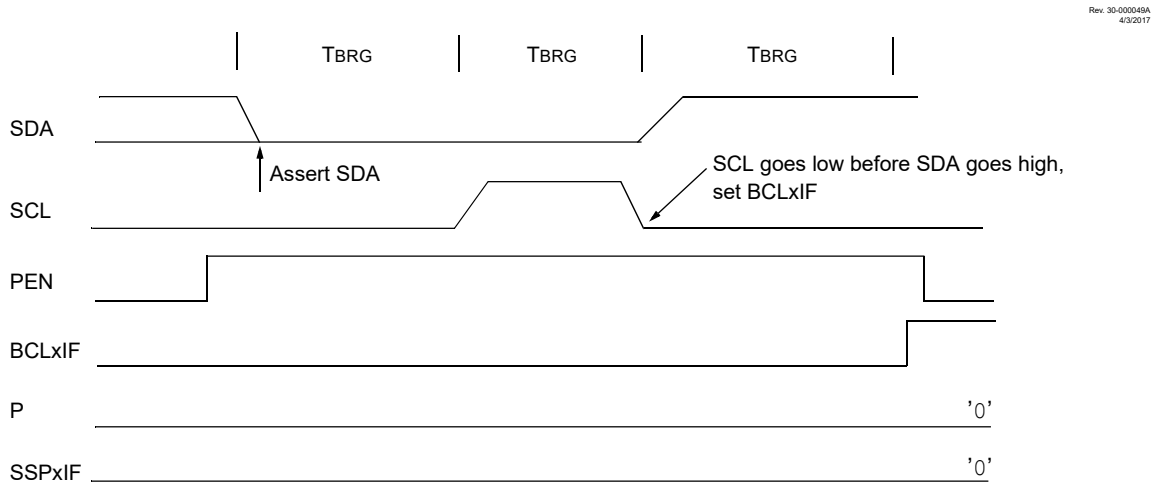 Rev. 30-000049A
4/3/2017
TBRG TBRG TBRG
SDA
Assert SDA
SCL goes low before SDA goes high,
set BCLxIF
SCL
PEN
BCLxIF
P '0'
SSPxIF '0'